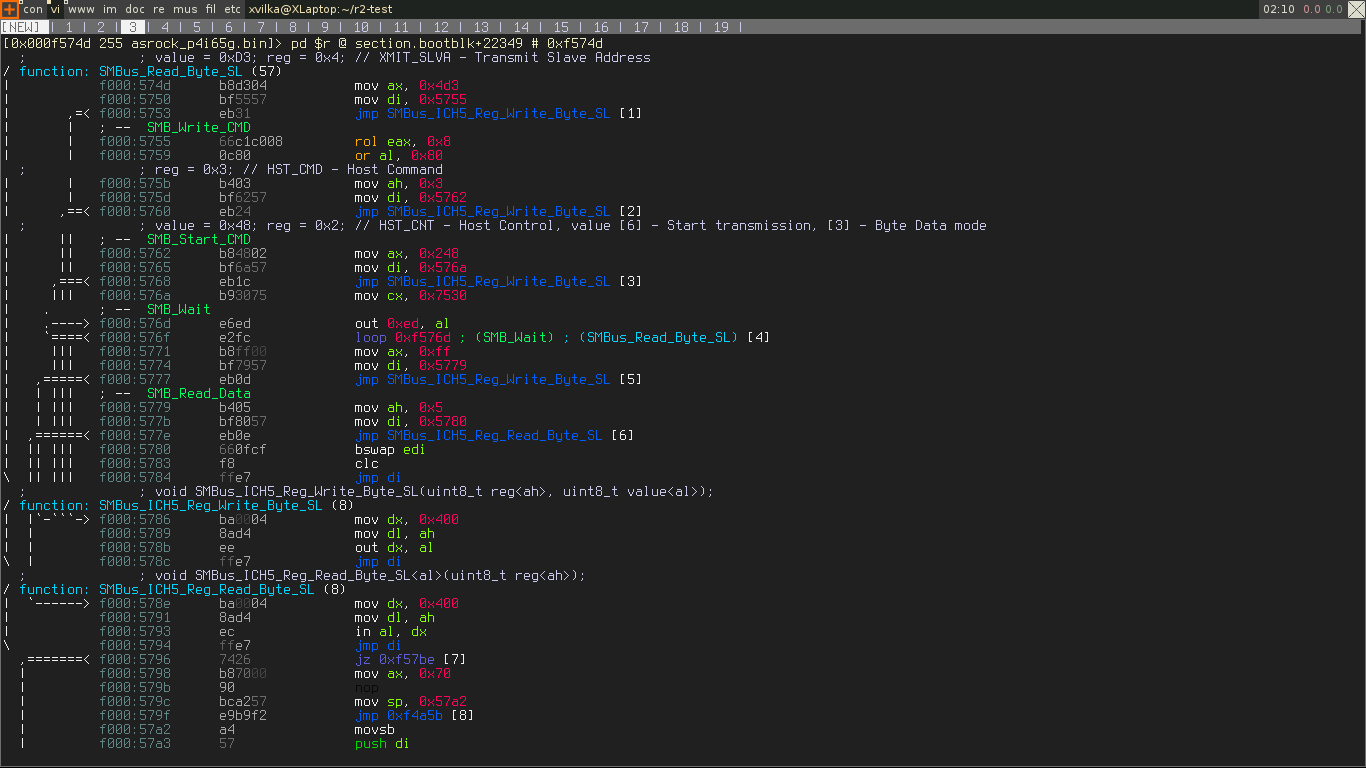 con vi www m doc re mus fil etc xvilka@XLaptop:~/r2-test 02:10 0.0 0.0
[NEW] | 1 | 2 | 3 | 4 | 5 | 6 | 7 | 8 | 9 | 10 | 11 | 12 | 13 | 14 | 15 | 16 | 17 | 18 | 19 |
[0x000f574d 255 asrock_p4i65g.bin]> pd $r @ section.bootblk+22349 # 0xf574d
; ; value = 0xD3; reg = 0x4; // XMIT_SLVA - Transmit Slave Address
/ function: SMBus_Read_Byte_SL (57)
| f000:574d b8d304 mov ax, 0x4d3
| f000:5750 bf5557 mov di, 0x5755
| ,=< f000:5753 eb31 jmp SMBus_ICH5_Reg_Write_Byte_SL [1]
| | ; -- SMB_Write_CMD
| | f000:5755 66c1c008 rol eax, 0x8
| | f000:5759 0c80 or al, 0x80
; ; reg = 0x3; // HST_CMD - Host Command
| | f000:575b b403 mov ah, 0x3
| | f000:575d bf6257 mov di, 0x5762
| ,==< f000:5760 eb24 jmp SMBus_ICH5_Reg_Write_Byte_SL [2]
; ; value = 0x48; reg = 0x2; // HST_CNT - Host Control, value [6] - Start transmission, [3] - Byte Data mode
| || ; -- SMB_Start_CMD
| || f000:5762 b84802 mov ax, 0x248
| || f000:5765 bf6a57 mov di, 0x576a
| ,===< f000:5768 eb1c jmp SMBus_ICH5_Reg_Write_Byte_SL [3]
| ||| f000:576a b93075 mov cx, 0x7530
| . ; -- SMB_Wait
| .----> f000:576d e6ed out 0xed, al
| `====< f000:576f e2fc loop 0xf576d ; (SMB_Wait) ; (SMBus_Read_Byte_SL) [4]
| ||| f000:5771 b8ff00 mov ax, 0xff
| ||| f000:5774 bf7957 mov di, 0x5779
| ,=====< f000:5777 eb0d jmp SMBus_ICH5_Reg_Write_Byte_SL [5]
| | ||| ; -- SMB_Read_Data
| | ||| f000:5779 b405 mov ah, 0x5
| | ||| f000:577b bf8057 mov di, 0x5780
| ,======< f000:577e eb0e jmp SMBus_ICH5_Reg_Read_Byte_SL [6]
| || ||| f000:5780 660fcf bswap edi
| || ||| f000:5783 f8 clc
\ || ||| f000:5784 ffe7 jmp di
; ; void SMBus_ICH5_Reg_Write_Byte_SL(uint8_t reg<ah>, uint8_t value<al>);
/ function: SMBus_ICH5_Reg_Write_Byte_SL (8)
| |`-```-> f000:5786 ba0004 mov dx, 0x400
| | f000:5789 8ad4 mov dl, ah
| | f000:578b ee out dx, al
\ | f000:578c ffe7 jmp di
; ; void SMBus_ICH5_Reg_Read_Byte_SL<al>(uint8_t reg<ah>);
/ function: SMBus_ICH5_Reg_Read_Byte_SL (8)
| `------> f000:578e ba0004 mov dx, 0x400
| f000:5791 8ad4 mov dl, ah
| f000:5793 ec in al, dx
\ f000:5794 ffe7 jmp di
,=======< f000:5796 7426 jz 0xf57be [7]
| f000:5798 b87000 mov ax, 0x70
| f000:579b 90 nop
| f000:579c bca257 mov sp, 0x57a2
| f000:579f e9b9f2 jmp 0xf4a5b [8]
| f000:57a2 a4 movsb
| f000:57a3 57 push di